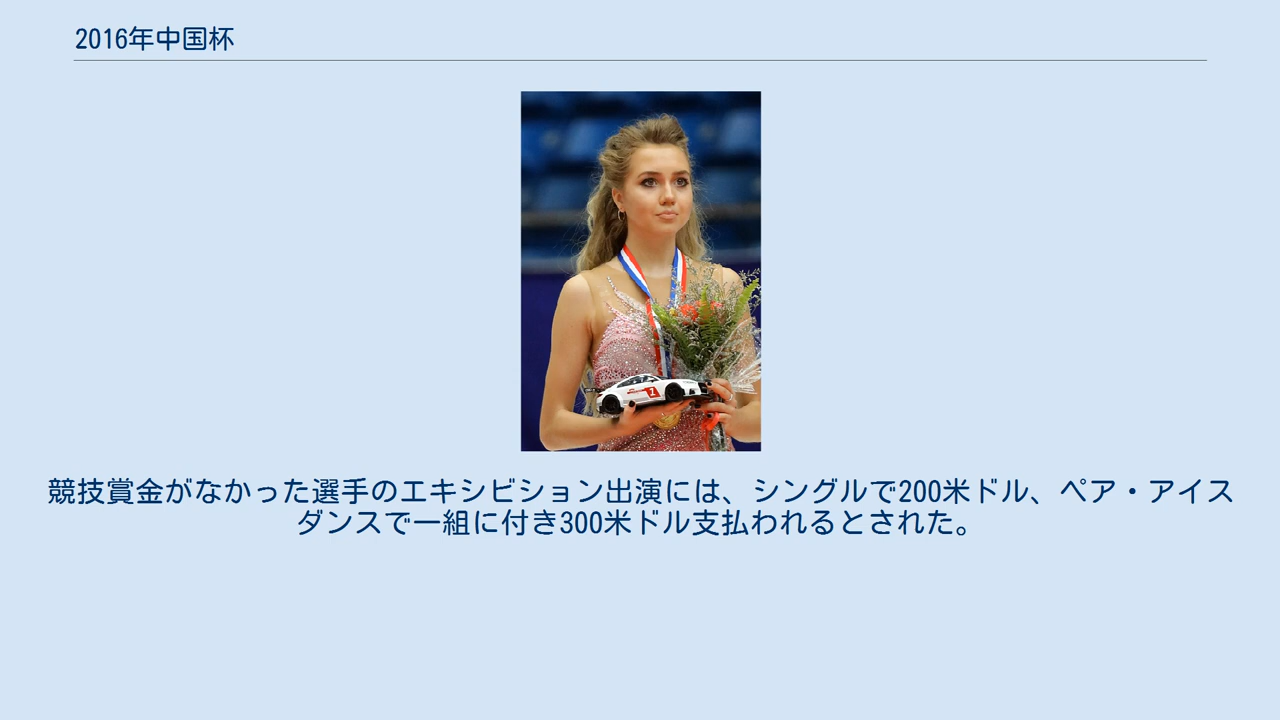 2016年中国杯
1
競技賞金がなかった選手のエキシビション出演には、シングルで200米ドル、ペア・アイス
ダンスで一組に付き300米ドル支払われるとされた。